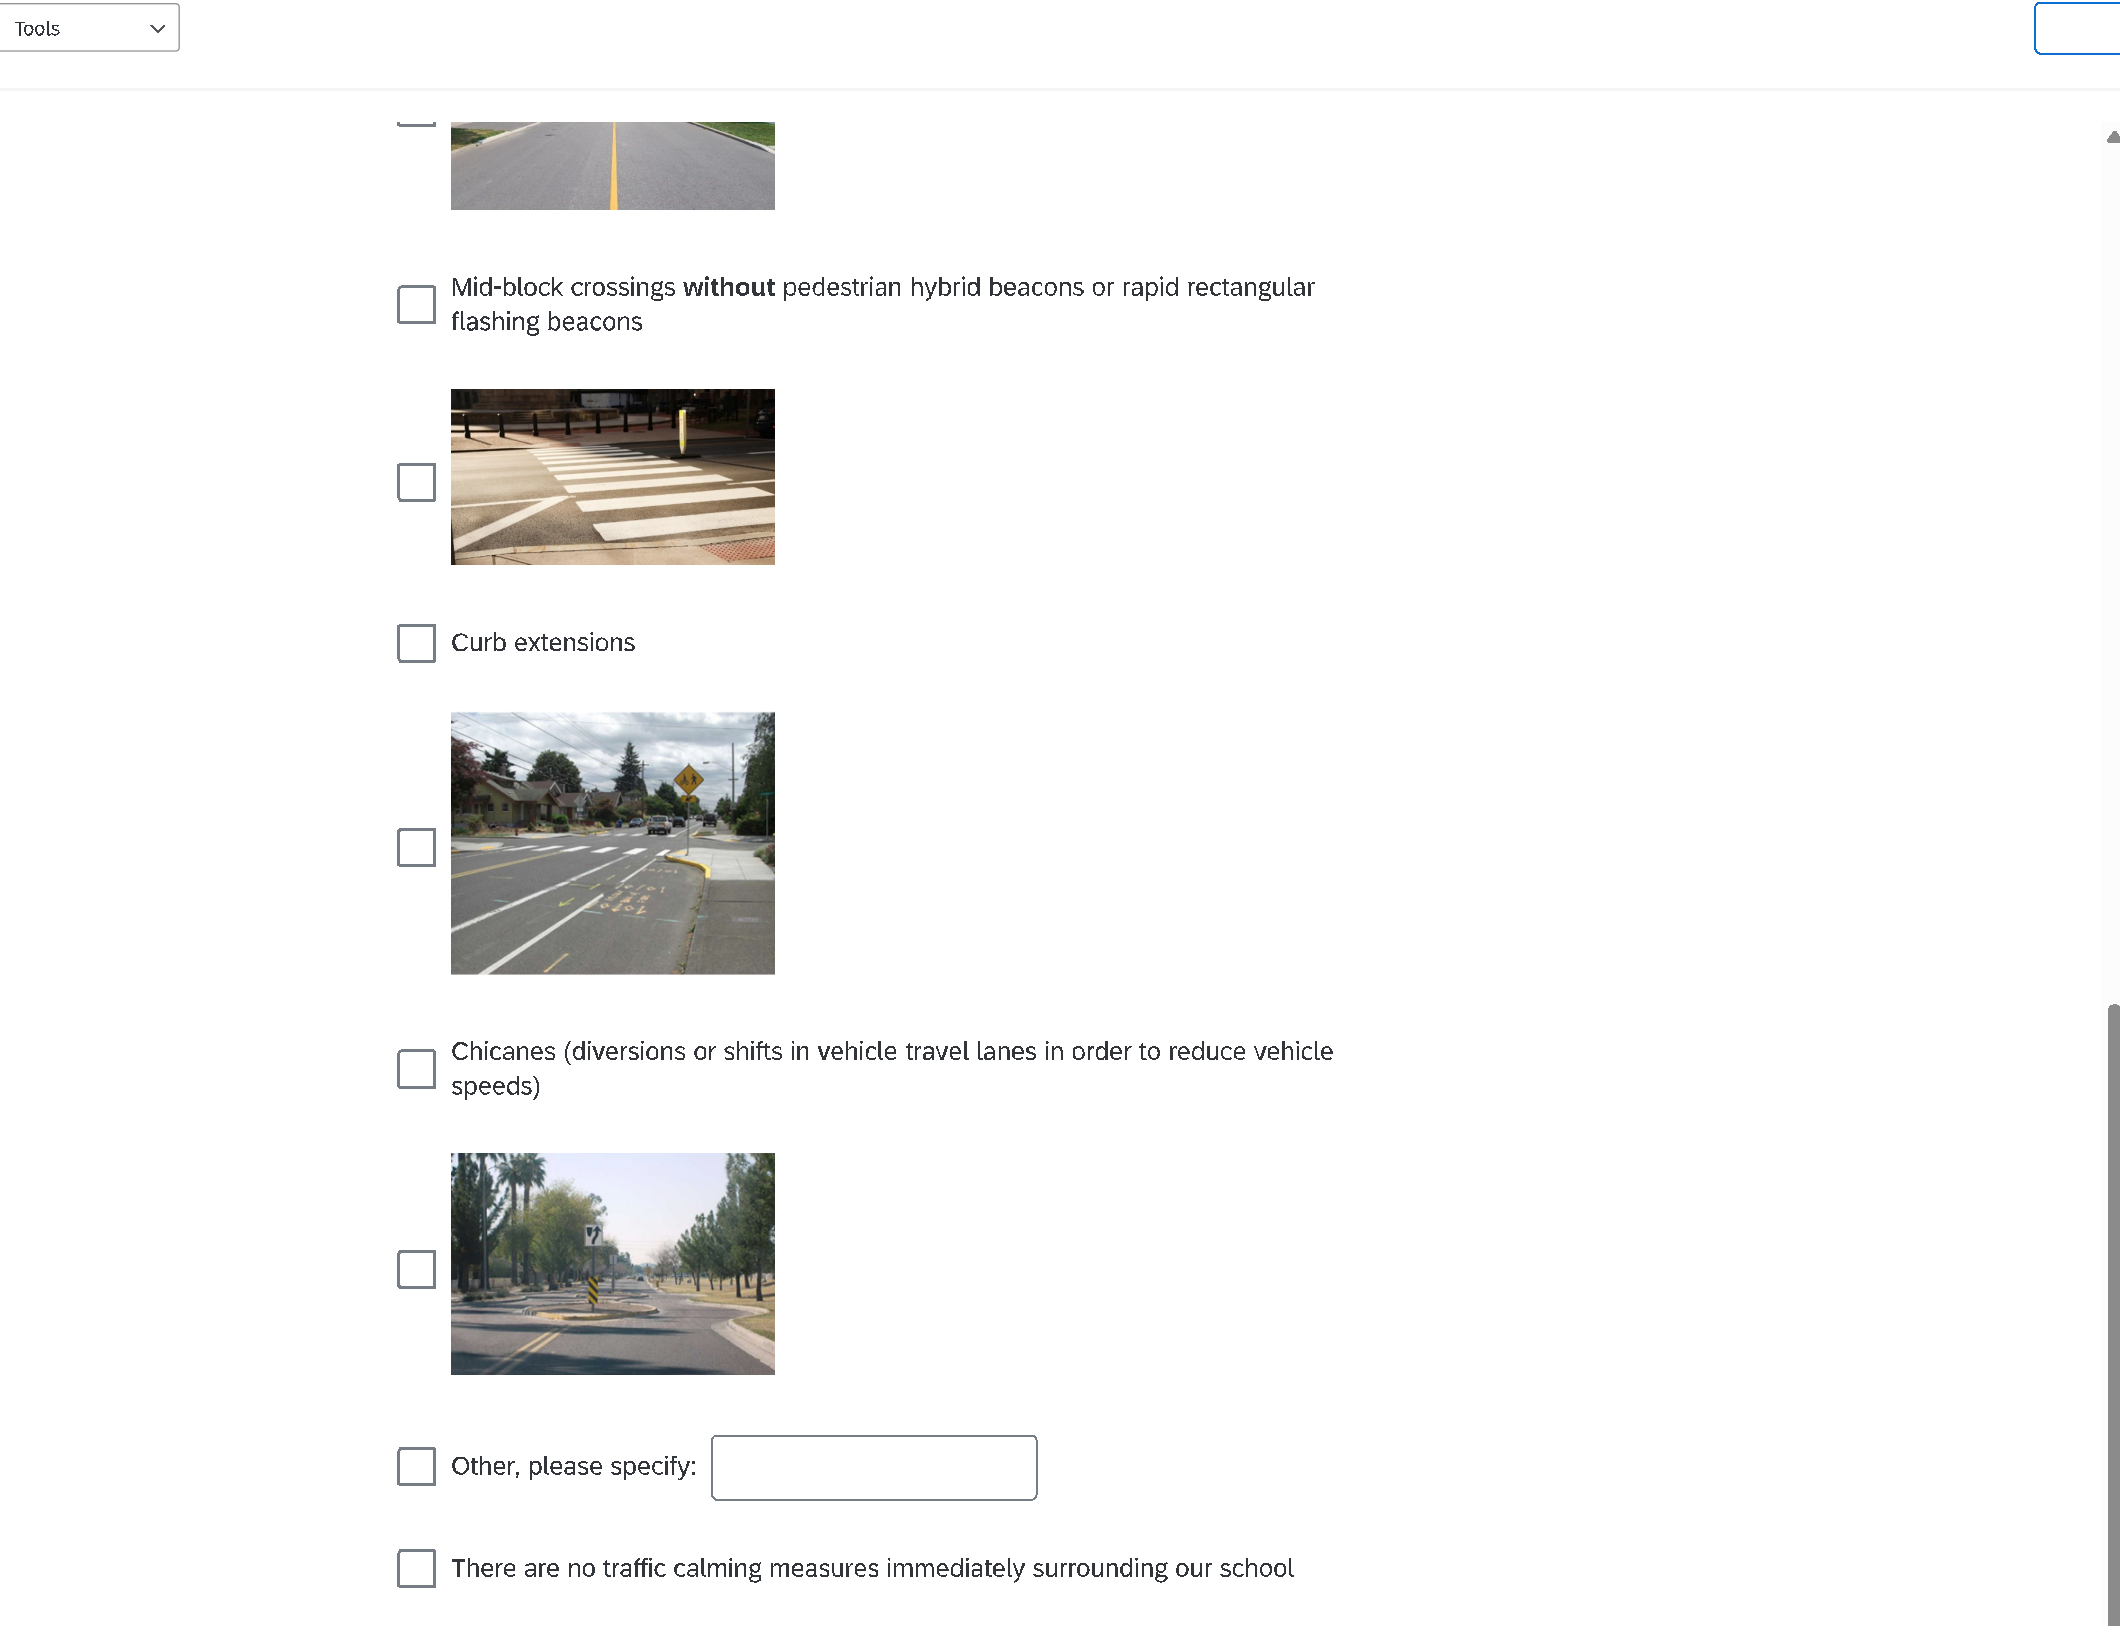 Tools
Mid-block crossings without pedestrian hybrid beacons or rapid rectangular
flashing beacons
Curb extensions
Chicanes (diversions or shifts in vehicle travel lanes in order to reduce vehicle
speeds)
Other, please specify:
There are no traffic calming measures immediately surrounding our school